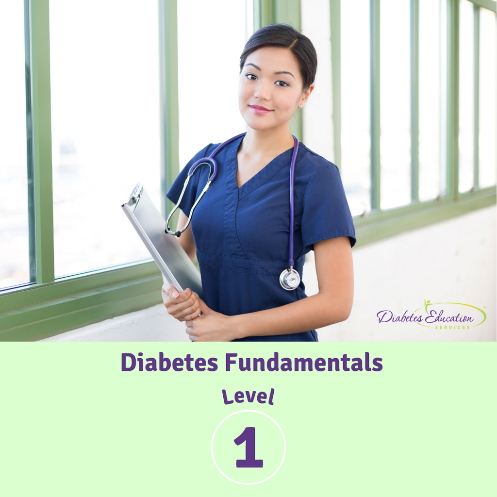 Diabetes Education
SERVICES
Diabetes Fundamentals
Level
1